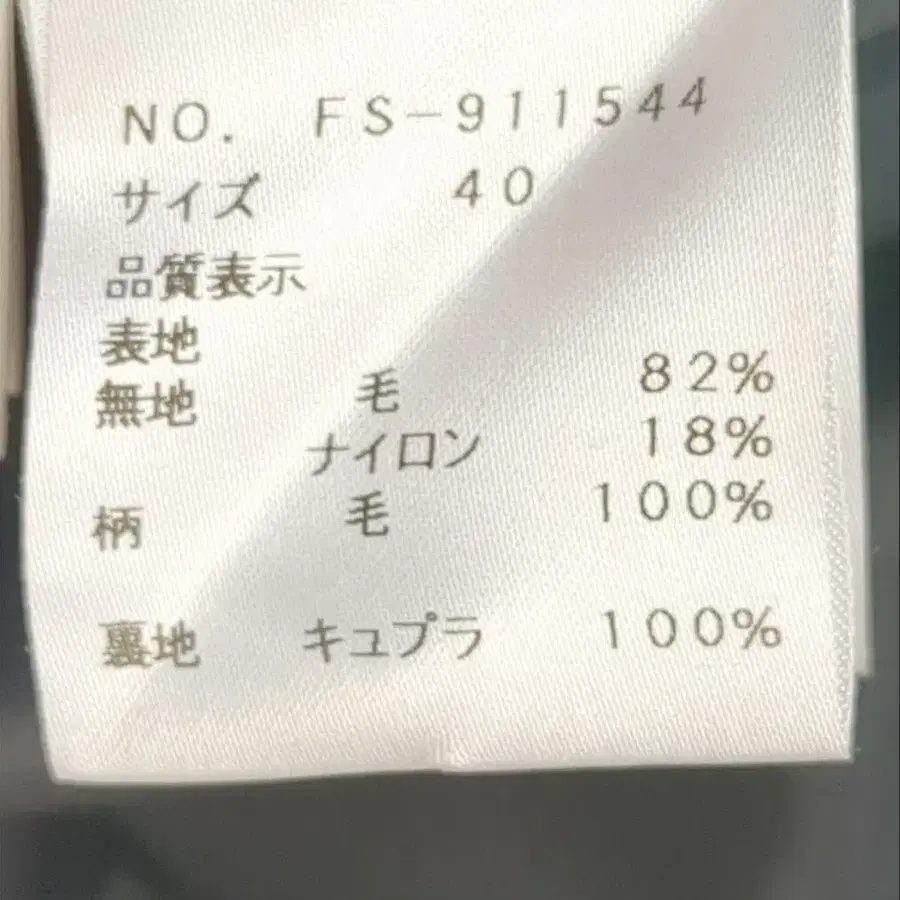 NO. FS-911544
サイズ 40
品質表示
表地
無地 毛 82%
ナイロン 18%
柄 毛 100%
裏地 キュプラ 100%